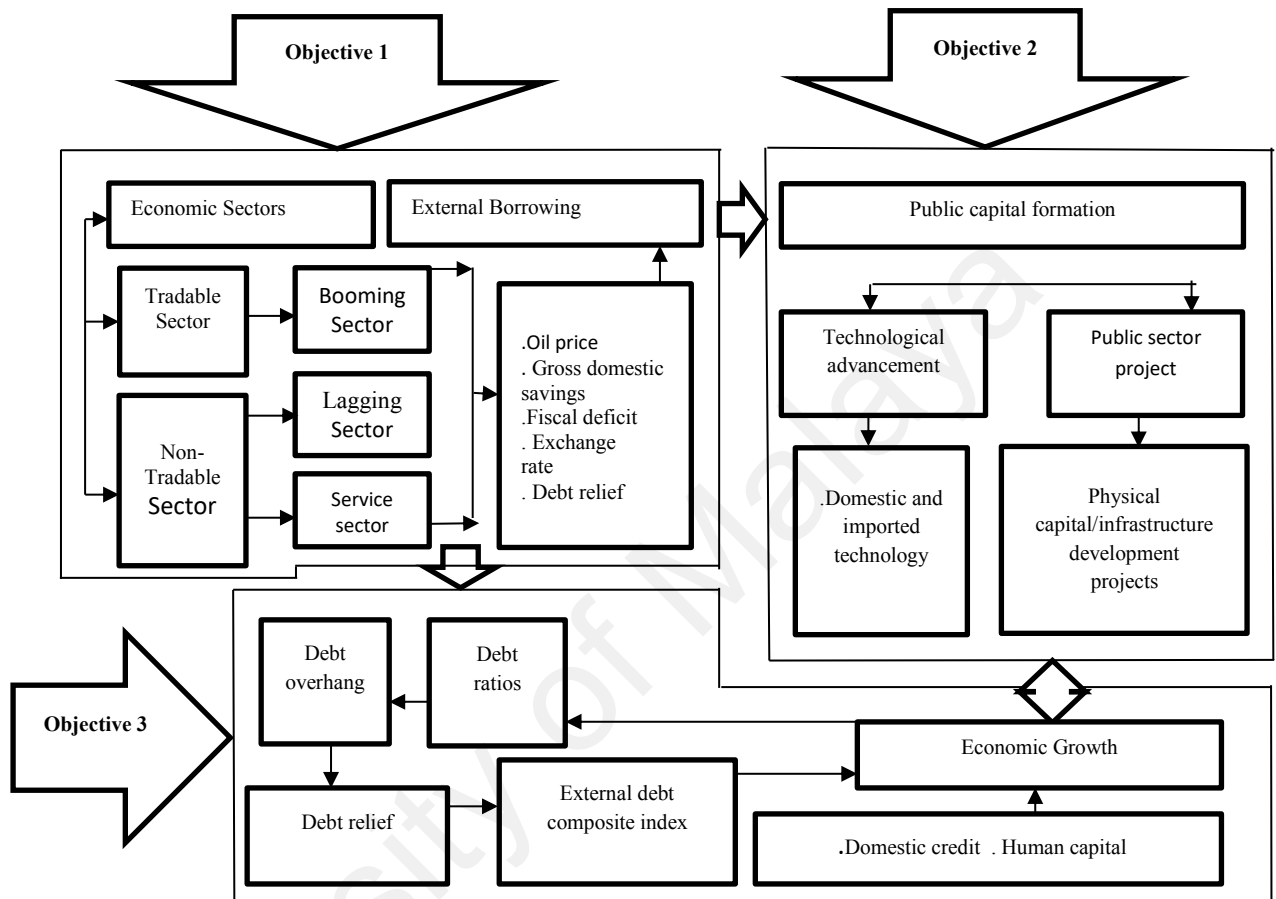 Objective 1
Objective 2
Economic Sectors
External Borrowing
Public capital formation
Tradable
Sector
Booming
Sector
Lagging
Sector
Non-
Tradable
Sector
Service
sector
.Oil price
. Gross domestic
savings
.Fiscal deficit
. Exchange
rate
. Debt relief
Technological
advancement
Public sector
project
.Domestic and
imported
technology
Physical
capital/infrastructure
development
projects
Objective 3
Debt
overhang
Debt
ratios
Economic Growth
Debt relief
External debt
composite index
.Domestic credit . Human capital
sity of Malaya